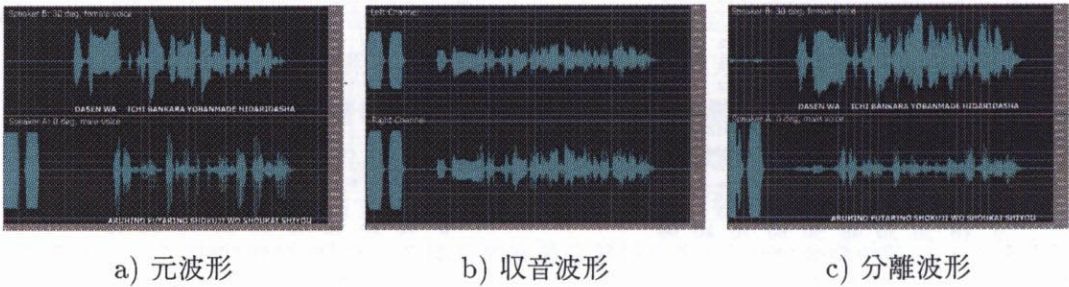 Speaker B: 30 deg, female voice
DASEN WA ICHI BANKARA YOBANMADE HIDARIDASHA
Speaker A: 0 deg, male voice
ARUHINO FUTARINO SHOKUJI WO SHOUKAI SHIYOU
a) 元波形
Left Channel
Right Channel
b) 収音波形
Speaker B: 30 deg, female voice
DASEN WA ICHI BANKARA YOBANMADE HIDARIDASHA
Speaker A: 0 deg, male voice
ARUHINO FUTARINO SHOKUJI WO SHOUKAI SHIYOU
c) 分離波形